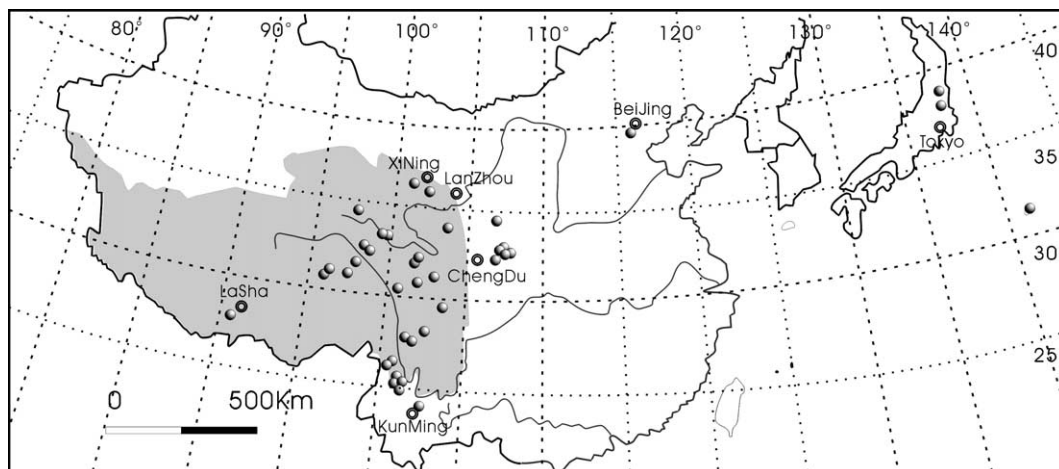 80°
90°
100°
110°
120°
130°
140°
40
BeiJing
Tokyo
XiNing
LanZhou
35
30
ChengDu
LaSha
25
0 500Km
KunMing